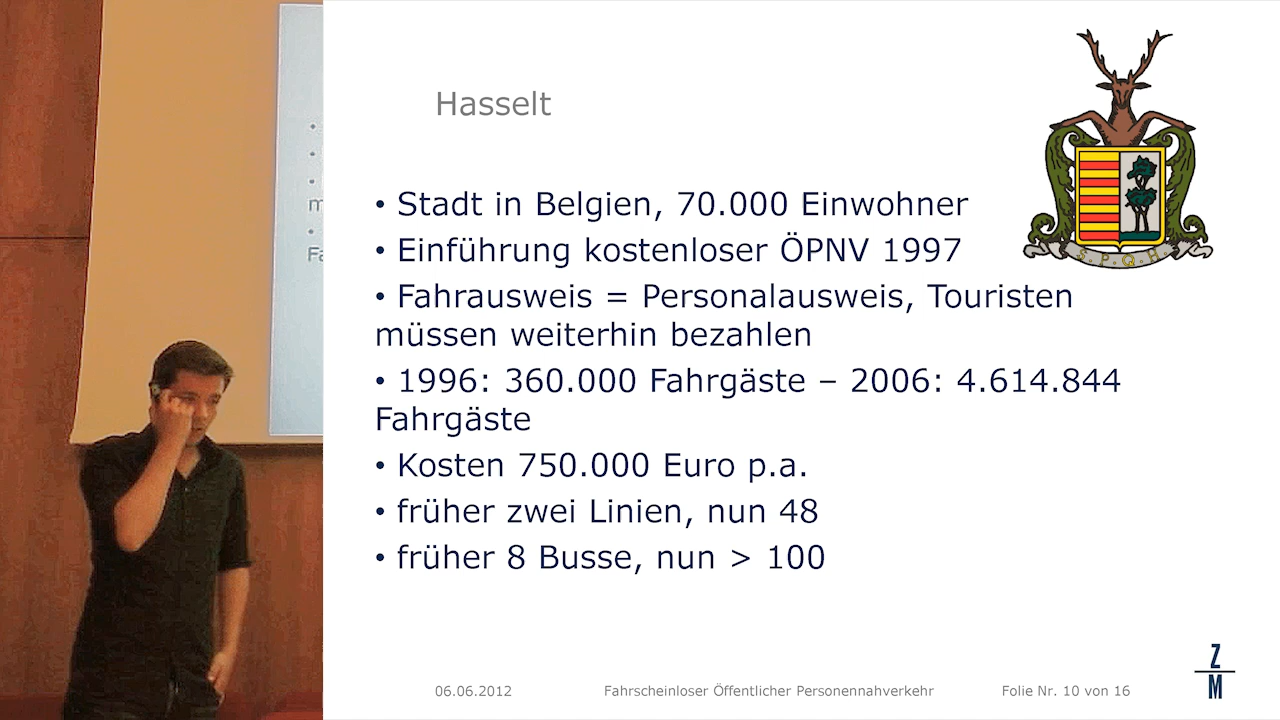 Hasselt
• Stadt in Belgien, 70.000 Einwohner
• Einführung kostenloser ÖPNV 1997
• Fahrausweis = Personalausweis, Touristen
müssen weiterhin bezahlen
• 1996: 360.000 Fahrgäste – 2006: 4.614.844
Fahrgäste
• Kosten 750.000 Euro p.a.
• früher zwei Linien, nun 48
• früher 8 Busse, nun > 100
S.P.Q.H.
Z
M
06.06.2012 Fahrscheinloser Öffentlicher Personennahverkehr Folie Nr. 10 von 16